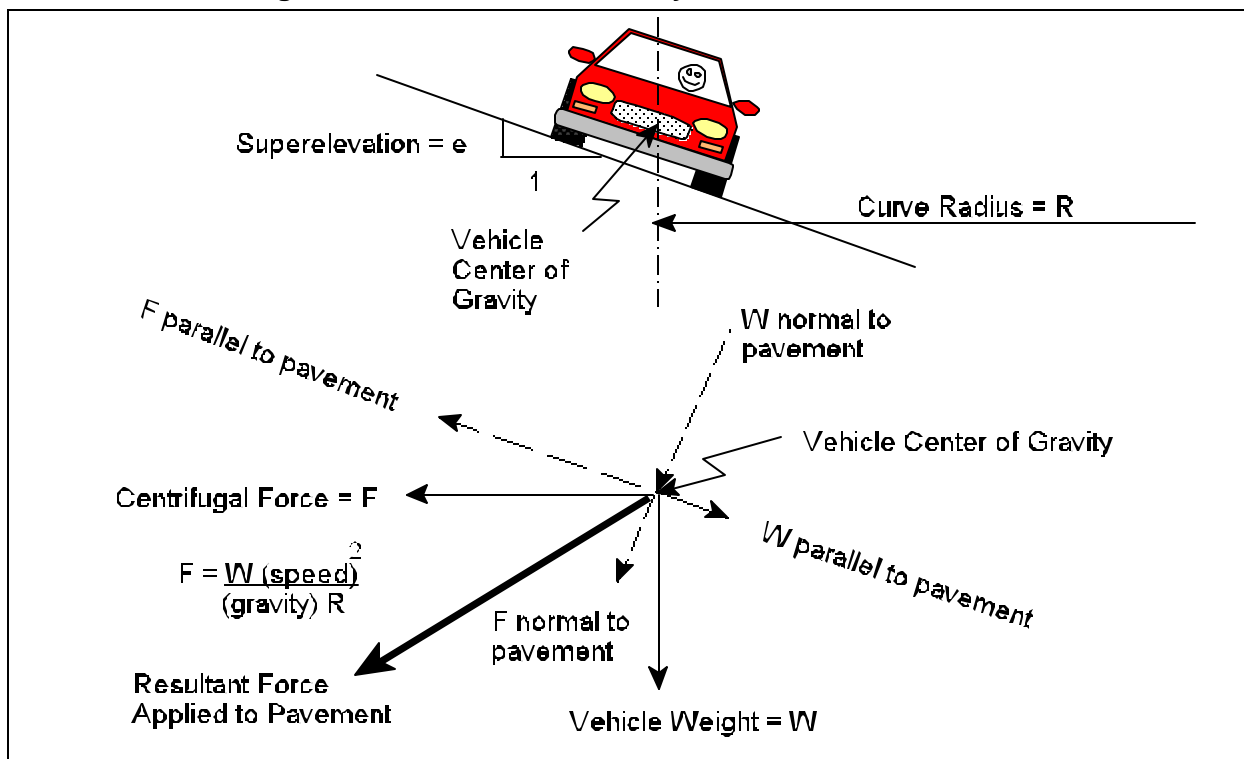 Superelevation = e
1
Curve Radius = R
Vehicle
Center of
Gravity
F parallel to pavement
W normal to
pavement
Vehicle Center of Gravity
Centrifugal Force = F
W parallel to pavement
F = W (speed)²
(gravity) R
F normal to
pavement
Resultant Force
Applied to Pavement
Vehicle Weight = W